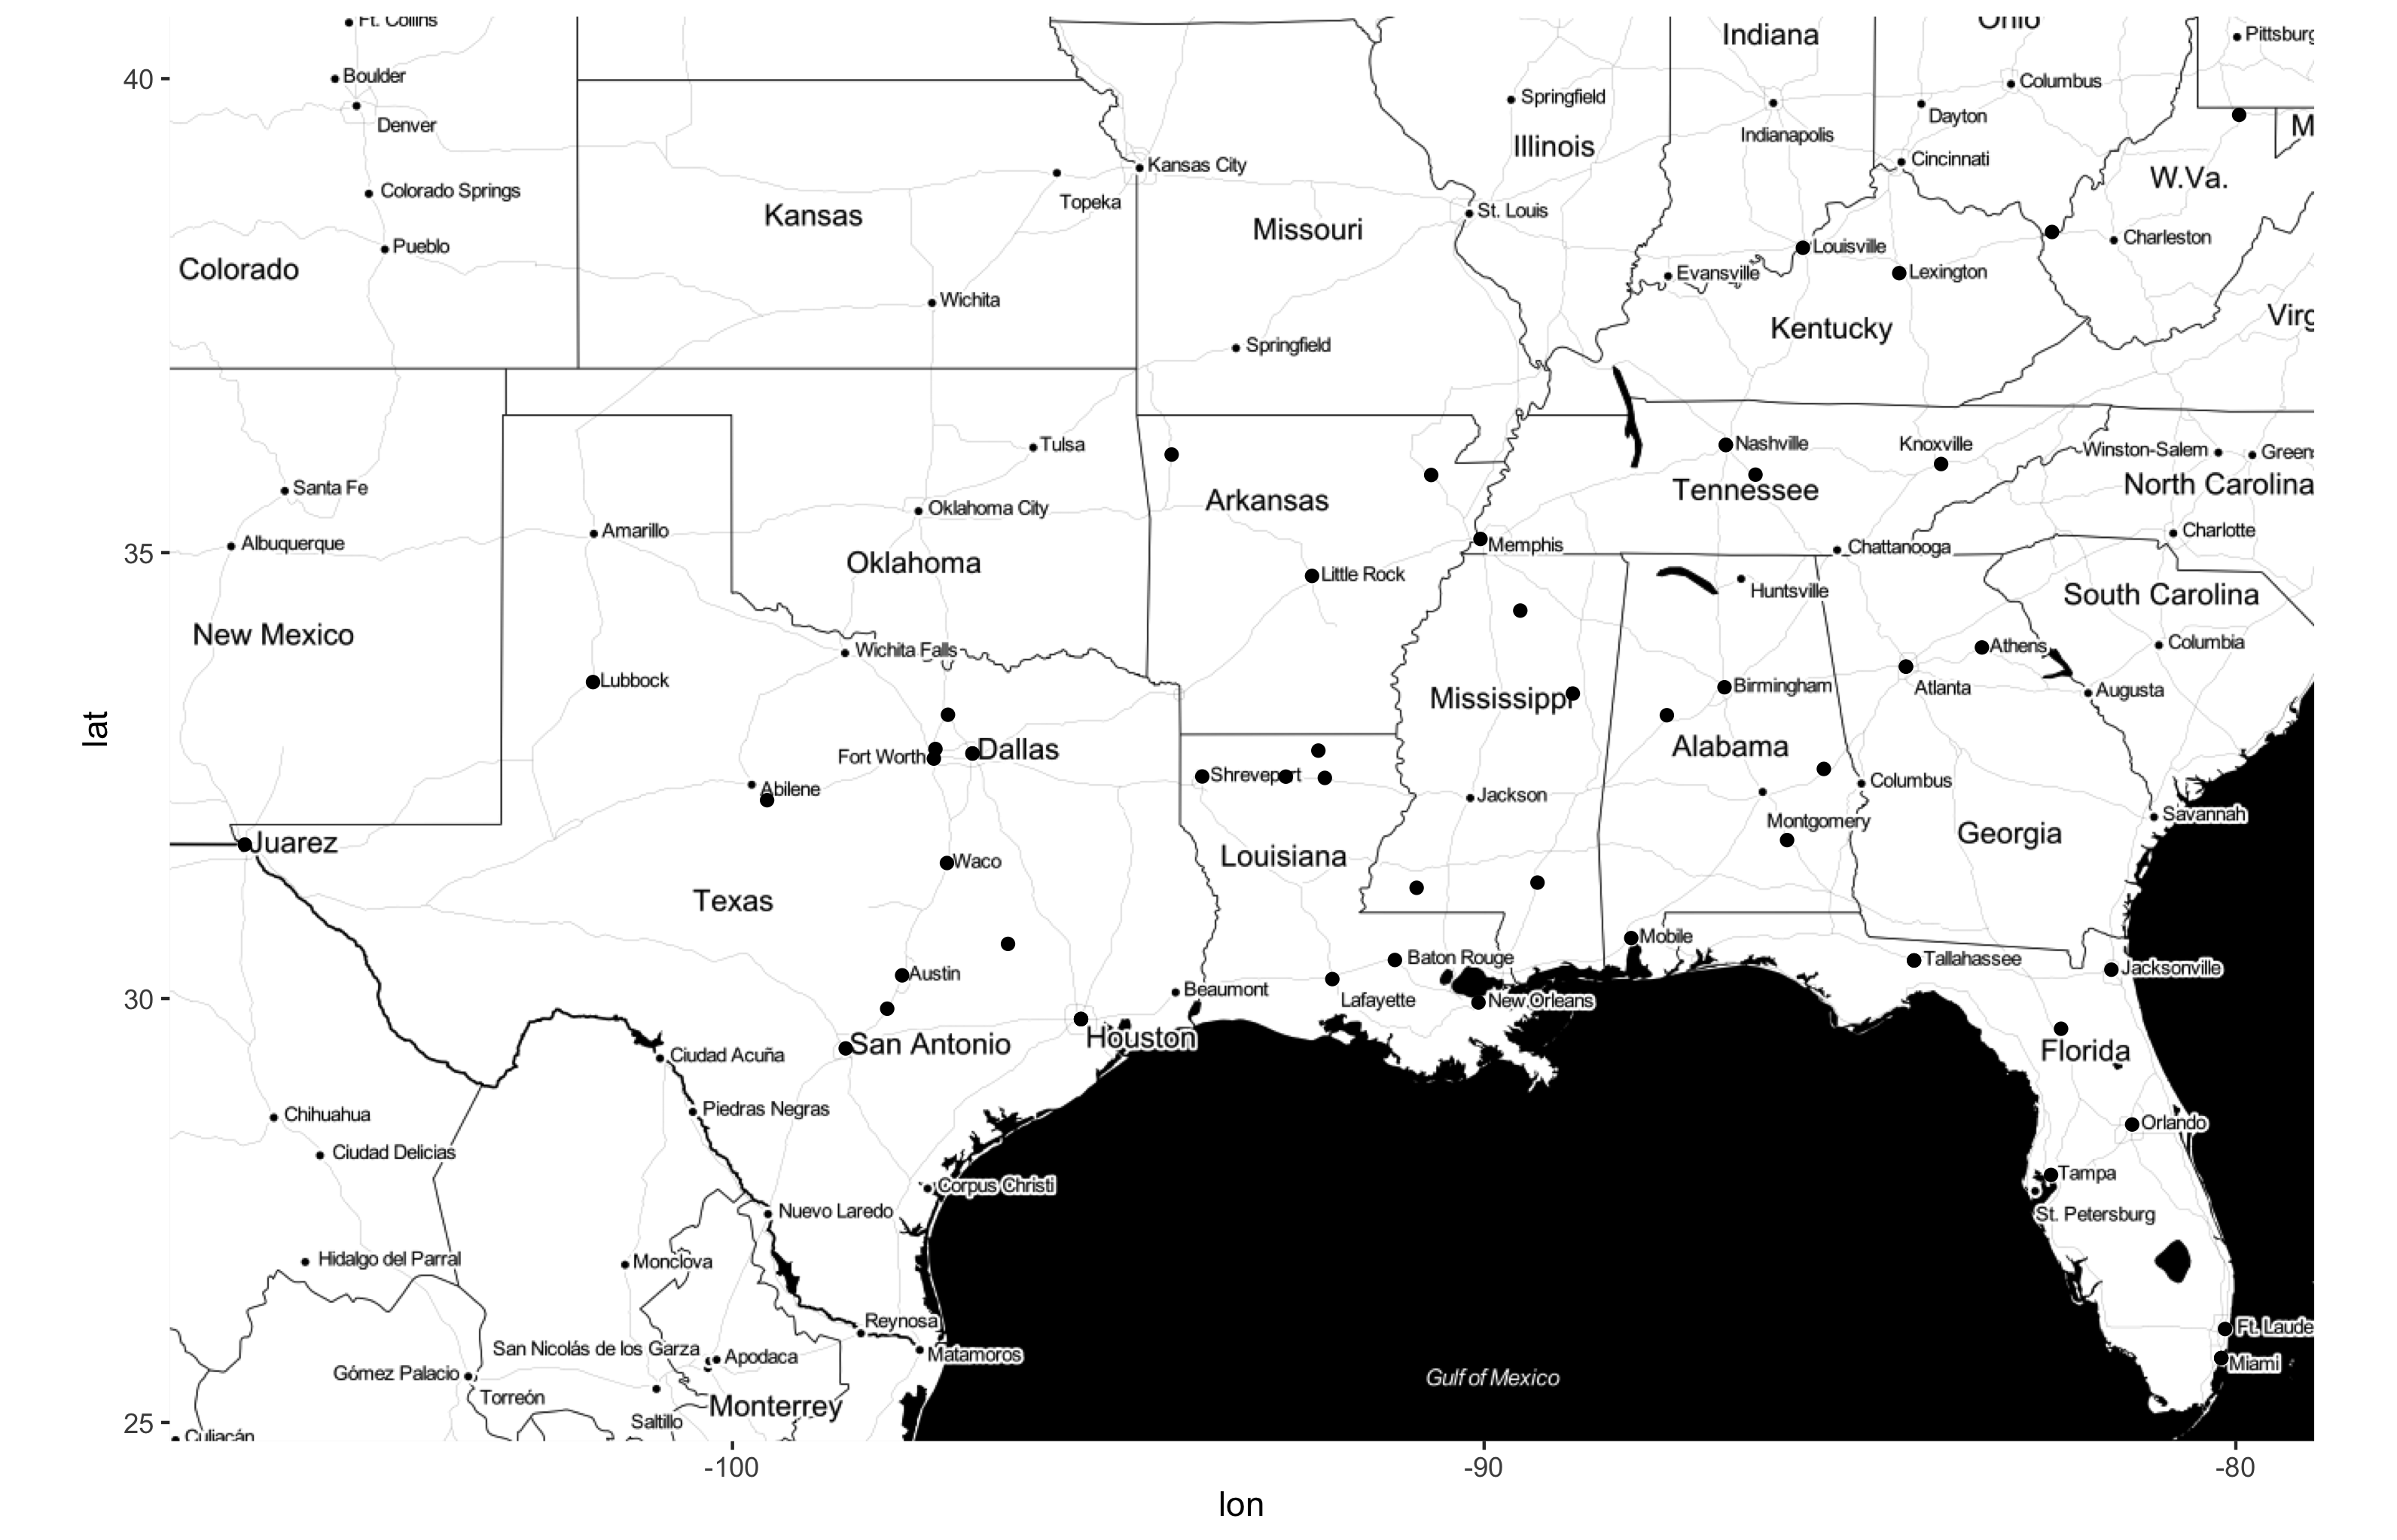 Ft. Collins
Indiana
Ohio
Pittsburg
40
Boulder
Columbus
Springfield
Denver
Dayton
M
Indianapolis
Illinois
Cincinnati
Kansas City
W.Va.
Colorado Springs
Topeka
Kansas
St. Louis
Missouri
Charleston
Pueblo
Louisville
Colorado
Evansville
Lexington
Wichita
Virg
Kentucky
Springfield
Tulsa
Nashville
Knoxville
Winston-Salem
Greens
Santa Fe
Tennessee
North Carolina
Arkansas
Oklahoma City
Amarillo
Charlotte
35
Albuquerque
Memphis
Chattanooga
Oklahoma
Little Rock
Huntsville
South Carolina
New Mexico
Wichita Falls
Athens
Columbia
Lubbock
Birmingham
Atlanta
Augusta
Mississippi
lat
Fort Worth
Dallas
Alabama
Shreveport
Abilene
Jackson
Columbus
Savannah
Montgomery
Georgia
Juarez
Waco
Louisiana
Texas
Mobile
Baton Rouge
Tallahassee
Jacksonville
Austin
Beaumont
Lafayette
New Orleans
30
Houston
San Antonio
Florida
Ciudad Acuña
Piedras Negras
Chihuahua
Orlando
Ciudad Delicias
Tampa
Corpus Christi
Nuevo Laredo
St. Petersburg
Hidalgo del Parral
Monclova
Reynosa
Ft. Laude
San Nicolás de los Garza
Apodaca
Matamoros
Miami
Gómez Palacio
Gulf of Mexico
Torreón
Monterrey
Saltillo
25
Culiacán
-100
-90
-80
lon